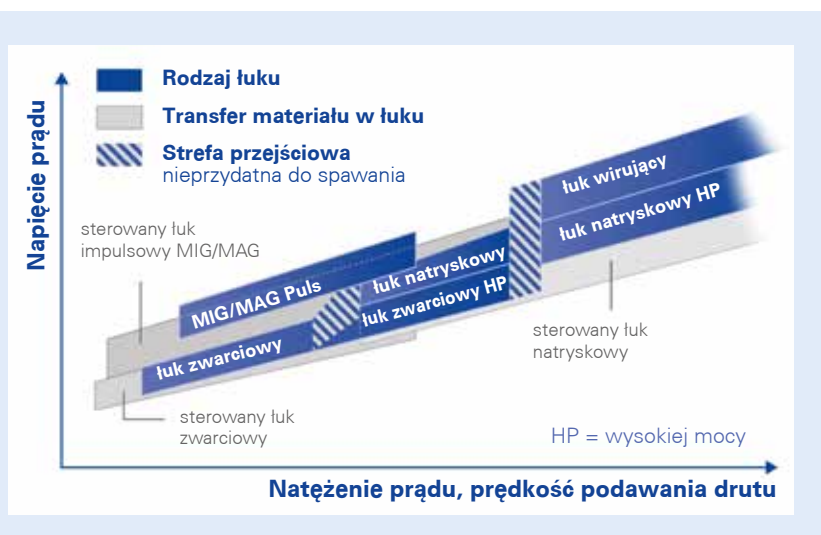 Napięcie prądu
Rodzaj łuku
Transfer materiału w łuku
Strefa przejściowa
nieprzydatna do spawania
sterowany łuk
impulsowy MIG/MAG
MIG/MAG Puls
łuk zwarciowy
łuk natryskowy
łuk zwarciowy HP
łuk wirujący
łuk natryskowy HP
sterowany łuk
natryskowy
sterowany łuk
zwarciowy
HP = wysokiej mocy
Natężenie prądu, prędkość podawania drutu